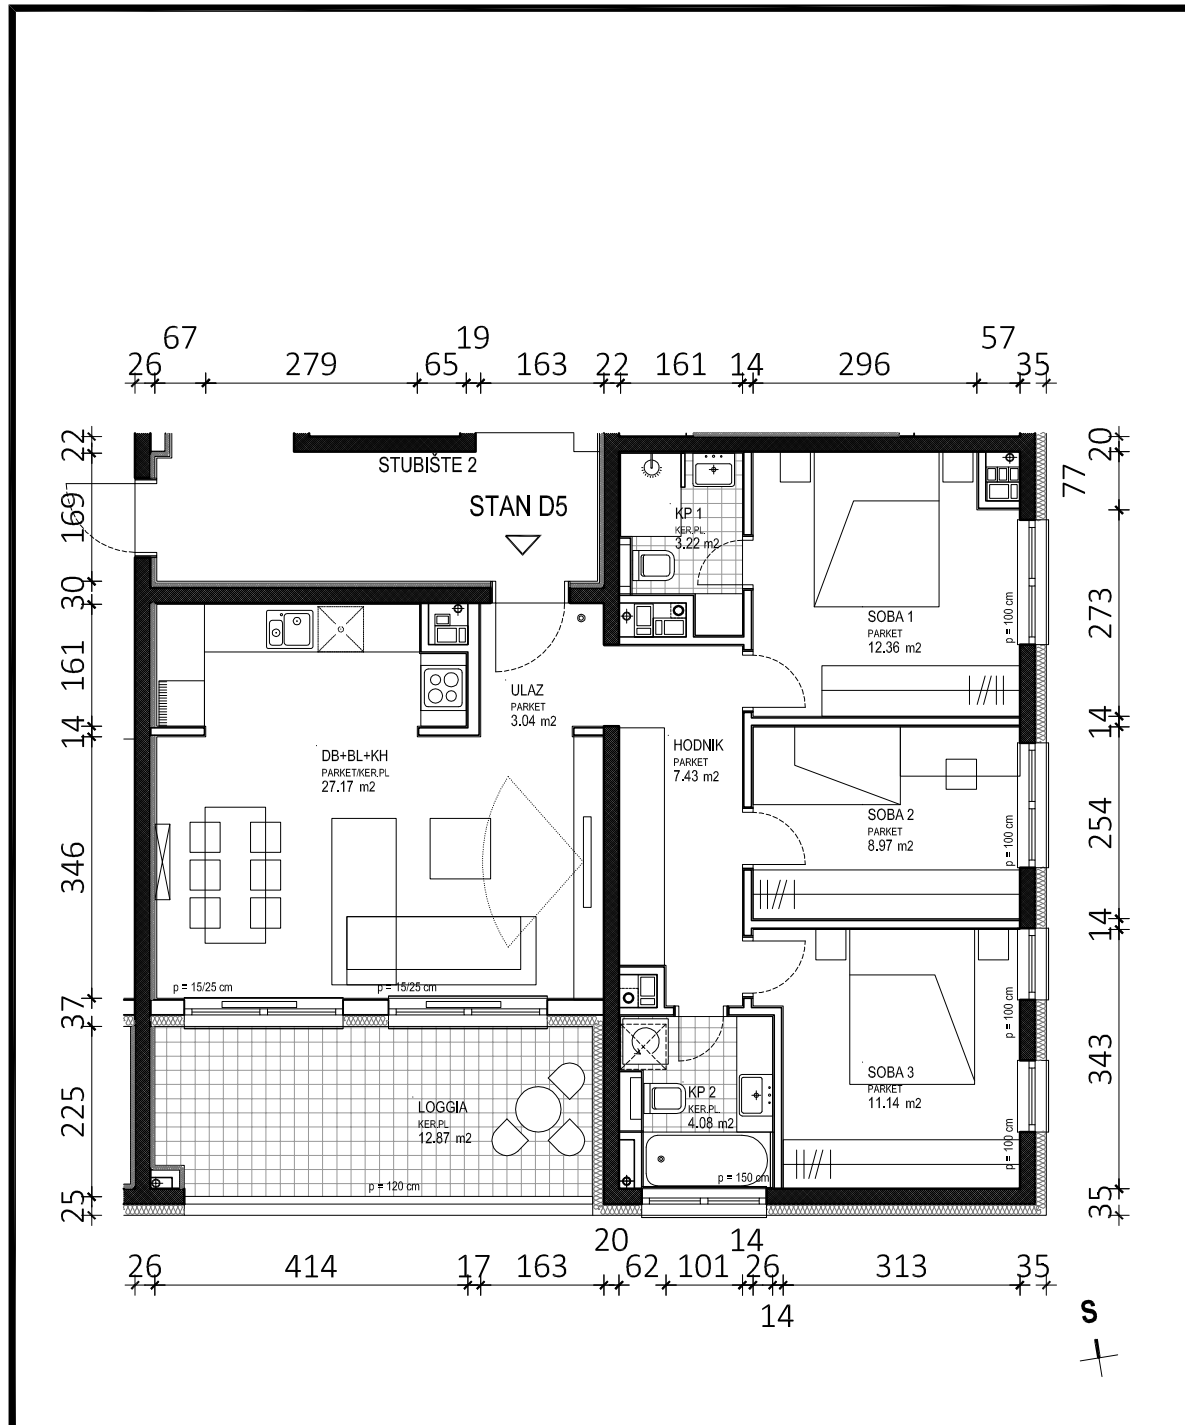 67 19 57
26 279 65 163 22 161 14 296 35
22
169
30
161
14
346
37
225
25
20
77
273
14
254
14
343
35
STUBIŠTE 2
STAN D5
KP 1
KER.PL.
3.22 m2
SOBA 1
PARKET
12.36 m2
p = 100 cm
ULAZ
PARKET
3.04 m2
DB+BL+KH
PARKET/KER.PL
27.17 m2
HODNIK
PARKET
7.43 m2
SOBA 2
PARKET
8.97 m2
p = 100 cm
p = 15/25 cm
p = 15/25 cm
p = 100 cm
SOBA 3
PARKET
11.14 m2
p = 100 cm
LOGGIA
KER.PL
12.87 m2
p = 120 cm
KP 2
KER.PL.
4.08 m2
p = 150 cm
20 14
26 414 17 163 62 101 26 313 35
14
S